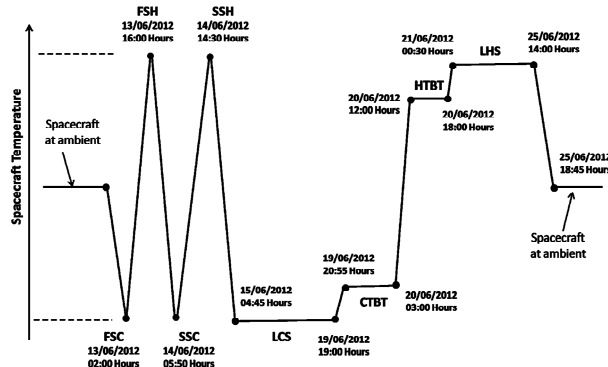 FSH
13/06/2012
16:00 Hours
SSH
14/06/2012
14:30 Hours
21/06/2012
00:30 Hours
LHS
25/06/2012
14:00 Hours
HTBT
20/06/2012
12:00 Hours
20/06/2012
18:00 Hours
Spacecraft
at ambient
Spacecraft Temperature
25/06/2012
18:45 Hours
Spacecraft
at ambient
19/06/2012
20:55 Hours
15/06/2012
04:45 Hours
CTBT
20/06/2012
03:00 Hours
FSC
13/06/2012
02:00 Hours
SSC
14/06/2012
05:50 Hours
LCS
19/06/2012
19:00 Hours